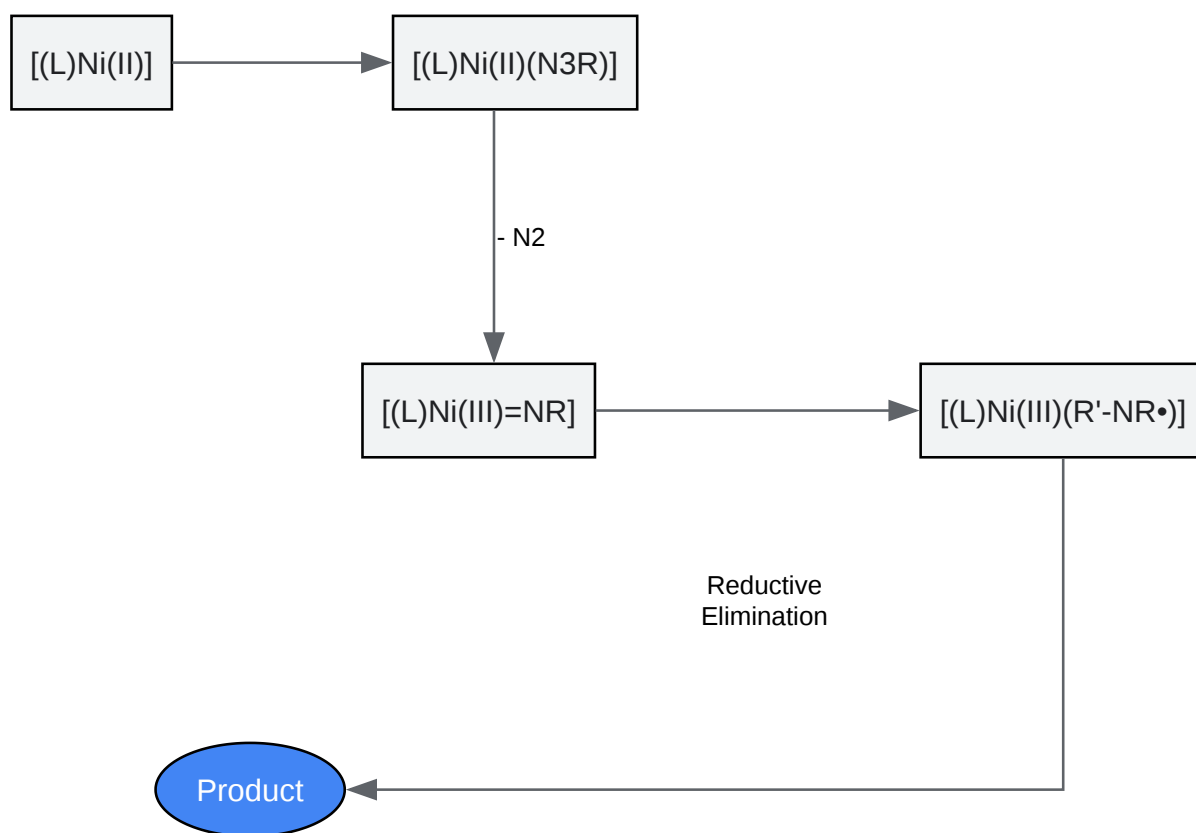 [(L)Ni(II)]
[(L)Ni(II)(N3R)]
- N2
[(L)Ni(III)=NR]
[(L)Ni(III)(R'-NR•)]
Reductive
Elimination
Product